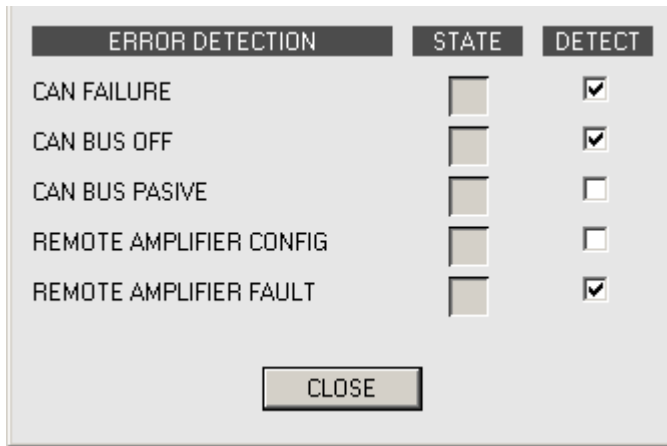 ERROR DETECTION STATE DETECT
CAN FAILURE
CAN BUS OFF
CAN BUS PASIVE
REMOTE AMPLIFIER CONFIG
REMOTE AMPLIFIER FAULT
CLOSE